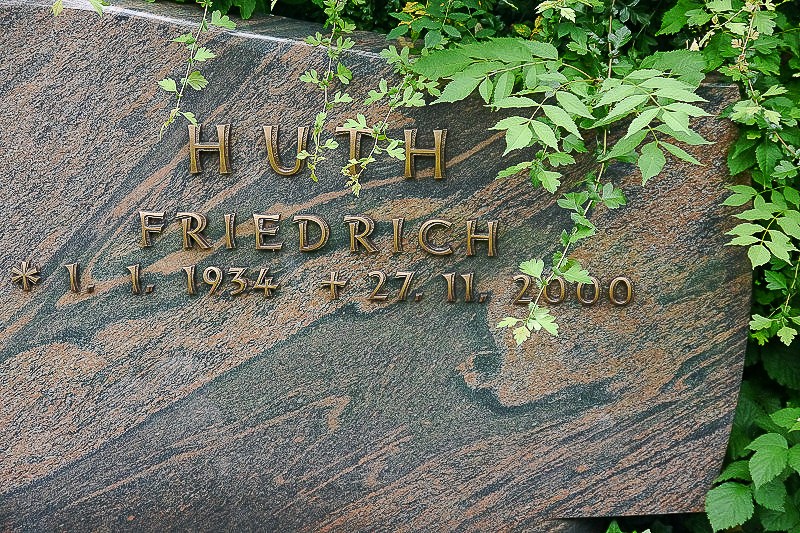 HUTH
FRIEDRICH
* 1. 1. 1934 + 27. 11. 2000